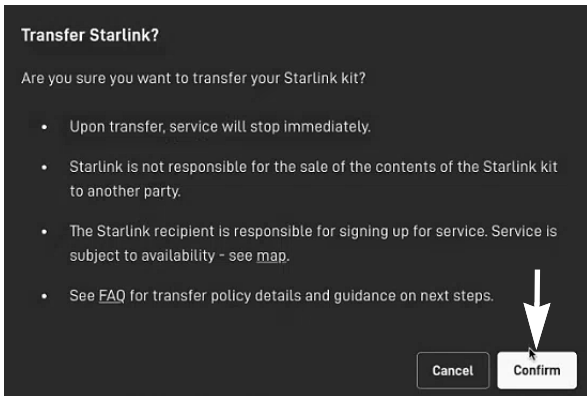 Transfer Starlink?
Are you sure you want to transfer your Starlink kit?
• Upon transfer, service will stop immediately.
• Starlink is not responsible for the sale of the contents of the Starlink kit
to another party.
• The Starlink recipient is responsible for signing up for service. Service is
subject to availability - see map.
• See FAQ for transfer policy details and guidance on next steps.
Cancel Confirm